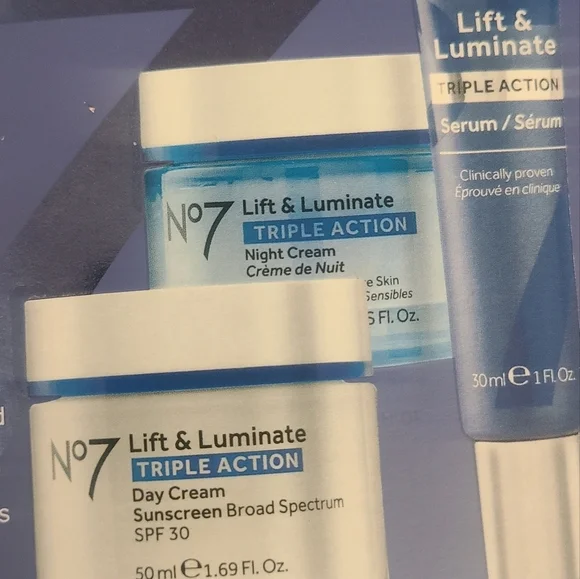 Lift &
Luminate
TRIPLE ACTION
Serum / Sérum
Clinically proven
Éprouvé en clinique
30ml e 1 Fl. Oz.
No7
Lift & Luminate
TRIPLE ACTION
Night Cream
Crème de Nuit
e Skin
Sensibles
Fl. Oz.
No7
Lift & Luminate
TRIPLE ACTION
Day Cream
Sunscreen Broad Spectrum
SPF 30
50 ml e 1.69 Fl. Oz.